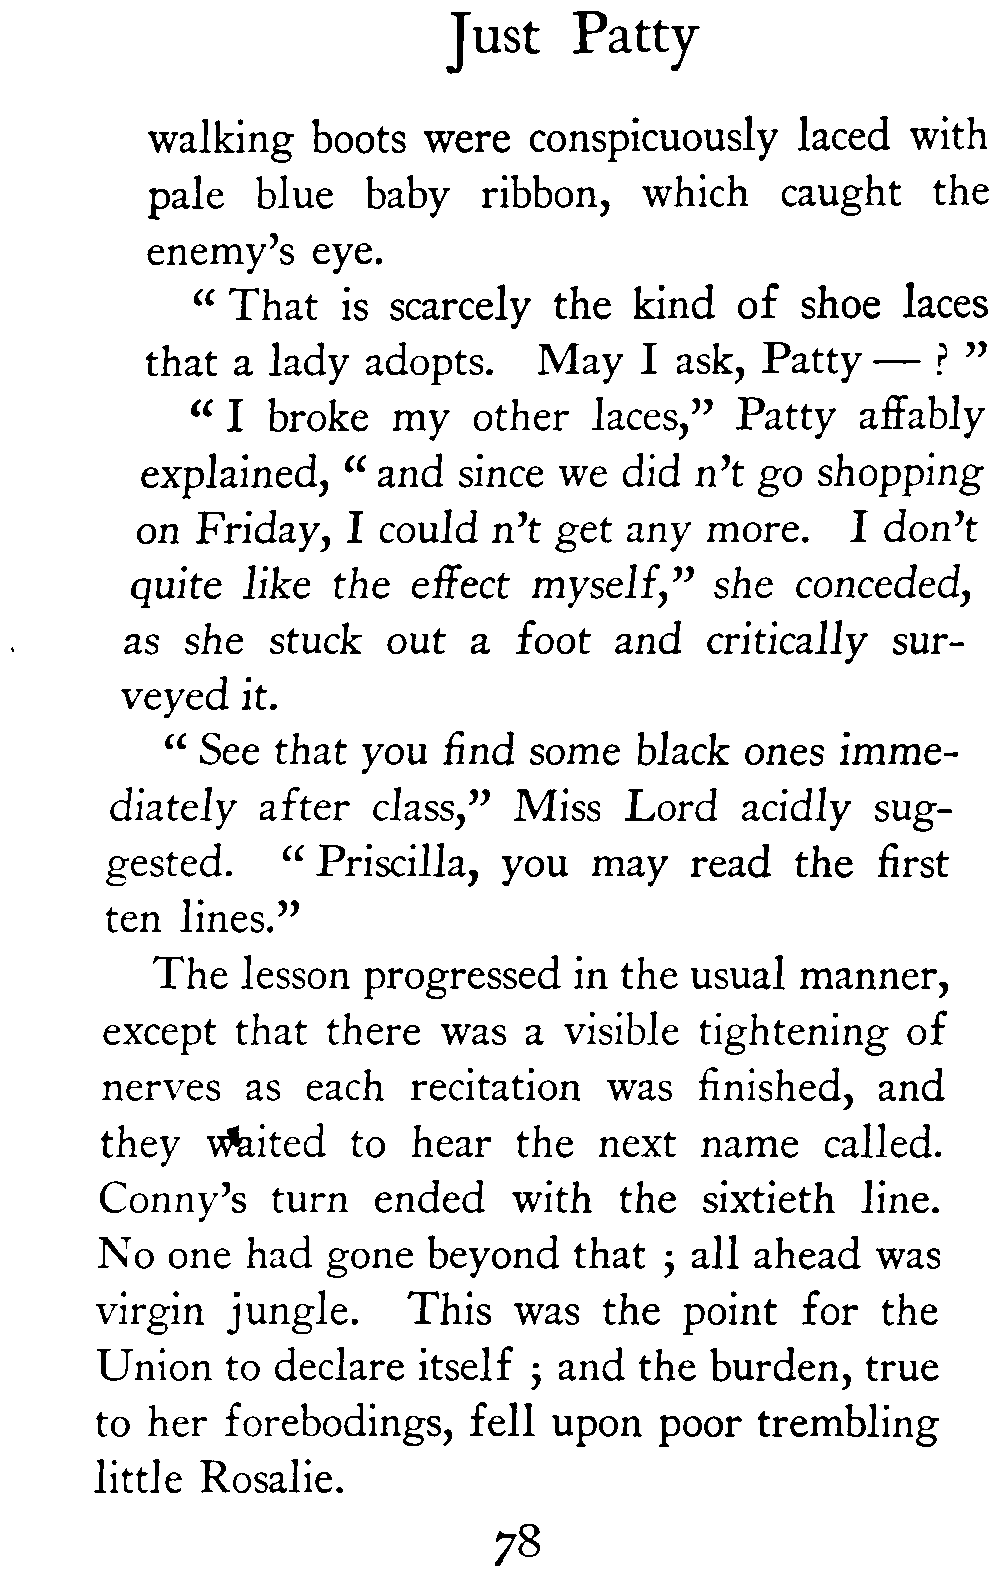 Just Patty
walking boots were conspicuously laced with
pale blue baby ribbon, which caught the
enemy's eye.
“ That is scarcely the kind of shoe laces
that a lady adopts. May I ask, Patty — ? ”
“ I broke my other laces,” Patty affably
explained, “ and since we did n't go shopping
on Friday, I could n't get any more. I don't
quite like the effect myself,” she conceded,
as she stuck out a foot and critically sur-
veyed it.
“ See that you find some black ones imme-
diately after class,” Miss Lord acidly sug-
gested. “ Priscilla, you may read the first
ten lines.”
The lesson progressed in the usual manner,
except that there was a visible tightening of
nerves as each recitation was finished, and
they waited to hear the next name called.
Conny's turn ended with the sixtieth line.
No one had gone beyond that ; all ahead was
virgin jungle. This was the point for the
Union to declare itself ; and the burden, true
to her forebodings, fell upon poor trembling
little Rosalie.
78